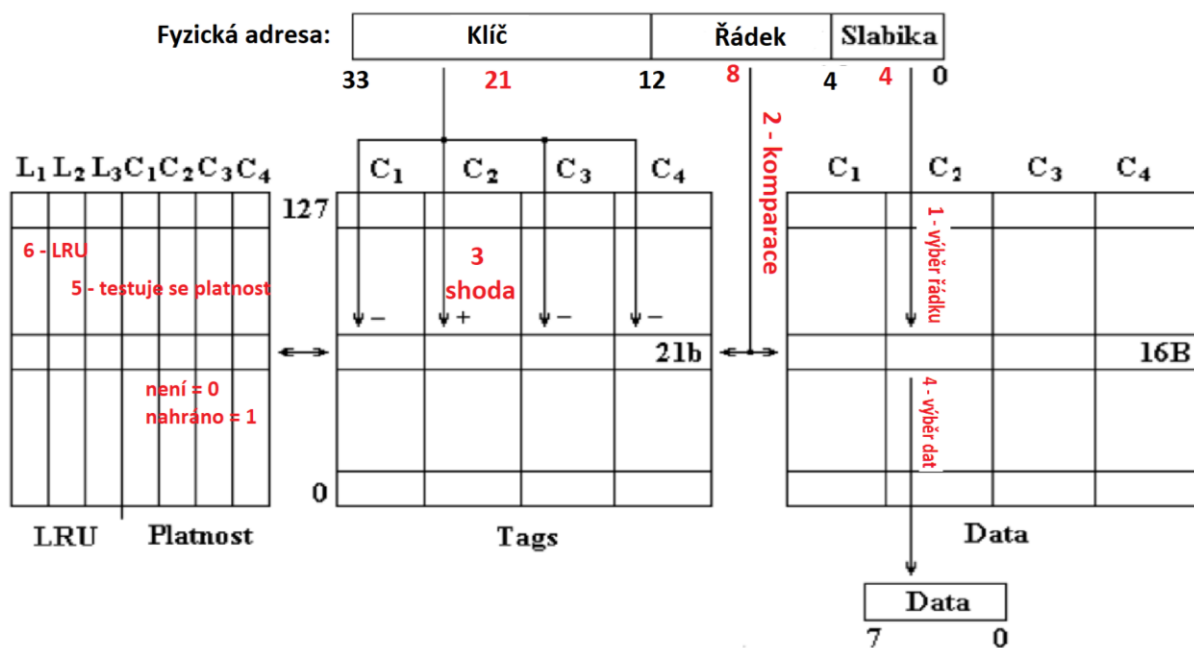 Fyzická adresa: Klíč Řádek Slabika
33 21 12 8 4 4 0
2 - komparace
L1 L2 L3 C1 C2 C3 C4
C1 C2 C3 C4
C1 C2 C3 C4
127
6 - LRU
5 - testuje se platnost
3
shoda
1 - výběr řádku
- + - -
21b
16B
není = 0
nahráno = 1
4 - výběr dat
0
LRU Platnost
Tags
Data
Data
7 0